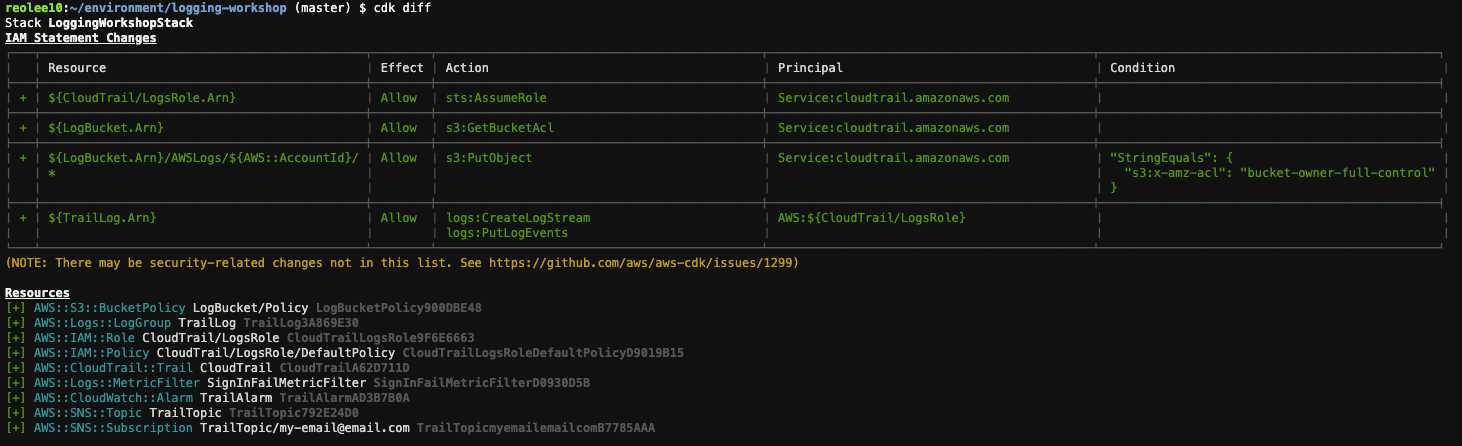 reolee10:~/environment/logging-workshop (master) $ cdk diff
Stack LoggingWorkshopStack
IAM Statement Changes
Resource Effect Action Principal Condition
+ ${CloudTrail/LogsRole.Arn} Allow sts:AssumeRole Service:cloudtrail.amazonaws.com
+ ${LogBucket.Arn} Allow s3:GetBucketAcl Service:cloudtrail.amazonaws.com
+ ${LogBucket.Arn}/AWSLogs/${AWS::AccountId}/ Allow s3:PutObject Service:cloudtrail.amazonaws.com "StringEquals": {
* "s3:x-amz-acl": "bucket-owner-full-control"
}
+ ${TrailLog.Arn} Allow logs:CreateLogStream AWS:${CloudTrail/LogsRole}
logs:PutLogEvents
(NOTE: There may be security-related changes not in this list. See https://github.com/aws/aws-cdk/issues/1299)
Resources
[+] AWS::S3::BucketPolicy LogBucket/Policy LogBucketPolicy900DBE48
[+] AWS::Logs::LogGroup TrailLog TrailLog3A869E30
[+] AWS::IAM::Role CloudTrail/LogsRole CloudTrailLogsRole9F6E6663
[+] AWS::IAM::Policy CloudTrail/LogsRole/DefaultPolicy CloudTrailLogsRoleDefaultPolicyD9019B15
[+] AWS::CloudTrail::Trail CloudTrail CloudTrailA62D711D
[+] AWS::Logs::MetricFilter SignInFailMetricFilter SignInFailMetricFilterD0930D5B
[+] AWS::CloudWatch::Alarm TrailAlarm TrailAlarmAD3B7B0A
[+] AWS::SNS::Topic TrailTopic TrailTopic792E24D0
[+] AWS::SNS::Subscription TrailTopic/my-email@email.com TrailTopicmyemailemailcomB7785AAA